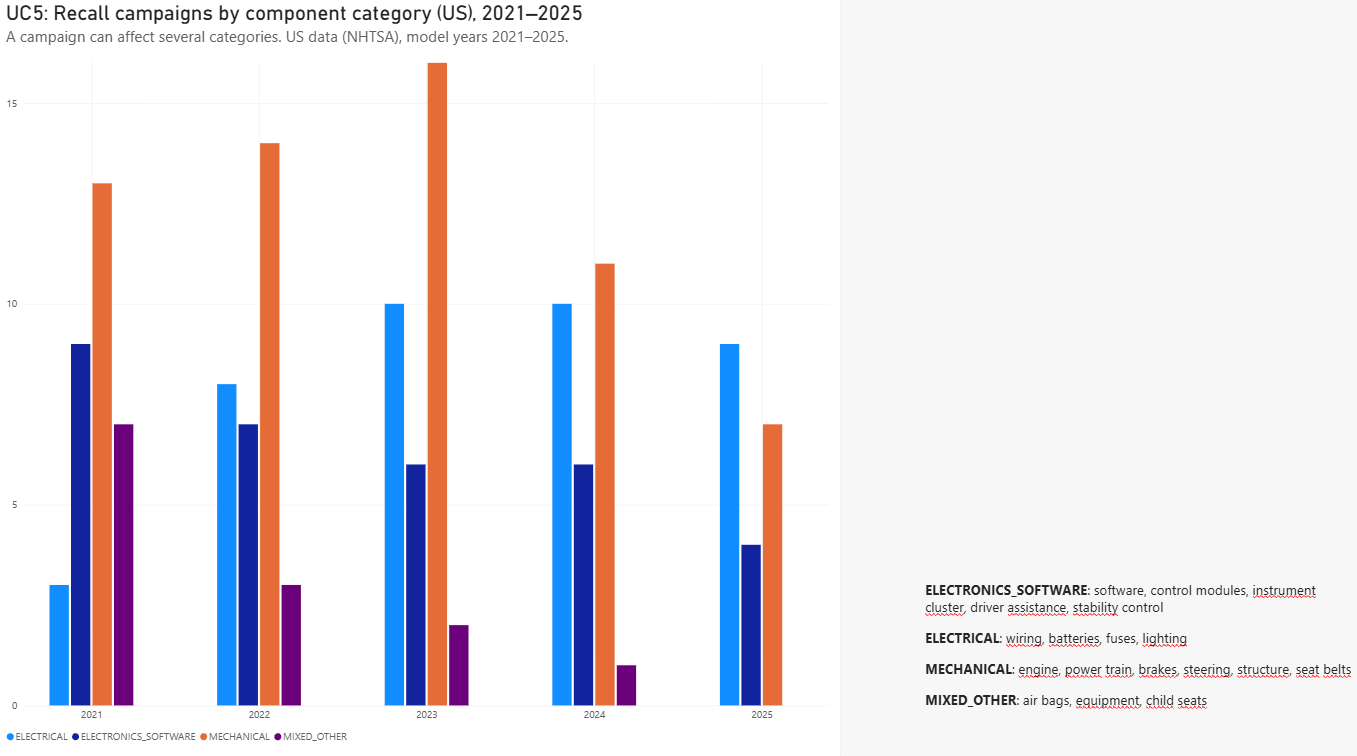 UC5: Recall campaigns by component category (US), 2021–2025
A campaign can affect several categories. US data (NHTSA), model years 2021–2025.
15
10
5
0
2021
2022
2023
2024
2025
ELECTRICAL ELECTRONICS_SOFTWARE MECHANICAL MIXED_OTHER
ELECTRONICS_SOFTWARE: software, control modules, instrument
cluster, driver assistance, stability control
ELECTRICAL: wiring, batteries, fuses, lighting
MECHANICAL: engine, power train, brakes, steering, structure, seat belts
MIXED_OTHER: air bags, equipment, child seats